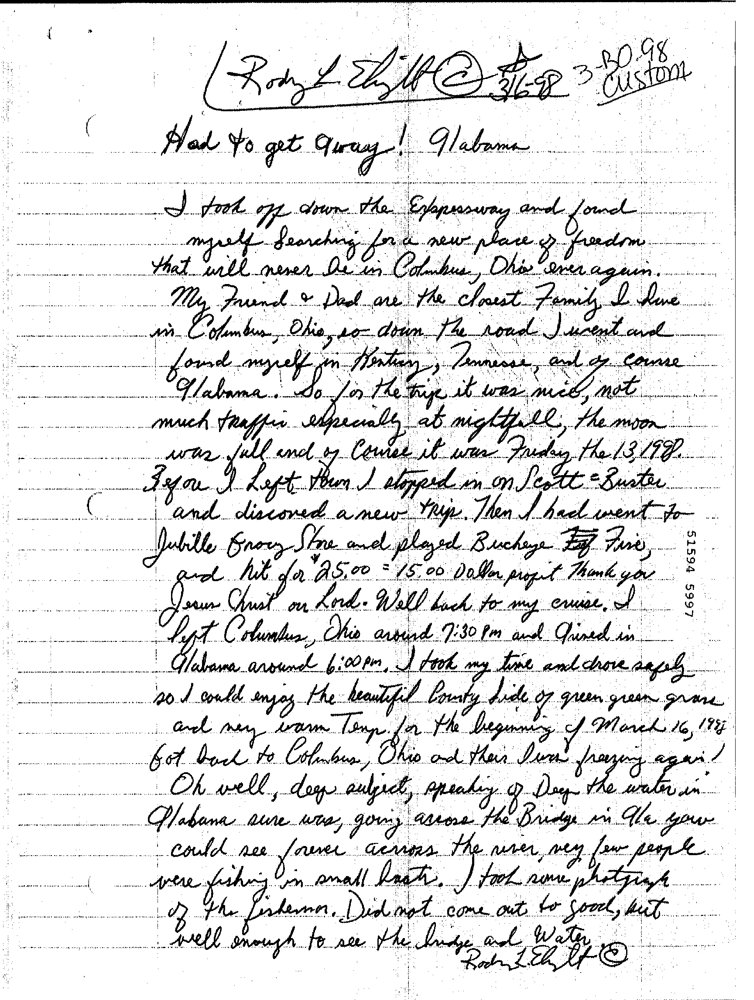 Rody L © 3/16-98 3-BO.98
Custom
Had to get away! Alabama
I took off down the Expressway and found
myself Searching for a new place of freedom
that will never be in Columbus, Ohio ever again.
My Friend & Dad are the closest Family I have
in Columbus, Ohio, so down the road I went and
found myself in Kentucy, Tennesse, and of course
Alabama. So for the trip it was nice, not
much traffic especially at nightfall, the moon
was full and of Course it was Friday the 13, 1998.
Before I Left town I stopped in on Scott = Buster
and discoved a new trip. Then I had went to
Jubille Grocy Store and played Buckeye Five,
and hit for $25.00 = 15.00 Dollar profit Thank you
Jesus Christ our Lord. Well back to my cruise. I
left Columbus, Ohio around 7:30 PM and Arived in
Alabama around 6:00 PM. I took my time and drove safely
so I could enjoy the beautiful County Side of green green grass
and very warm Temp. for the beginning of March 16, 1998
Got back to Columbus, Ohio and their I was freezing again!
Oh well, deep subject, speaking of Deep the water in
Alabama sure was, going across the Bridge in Ala you
could see forever across the river, very few people
were fishing in small boats. I took some photgraph
of the fishermon. Did not come out to good, but
well enough to see the bridge and Water
Rody L ©
51594 5997